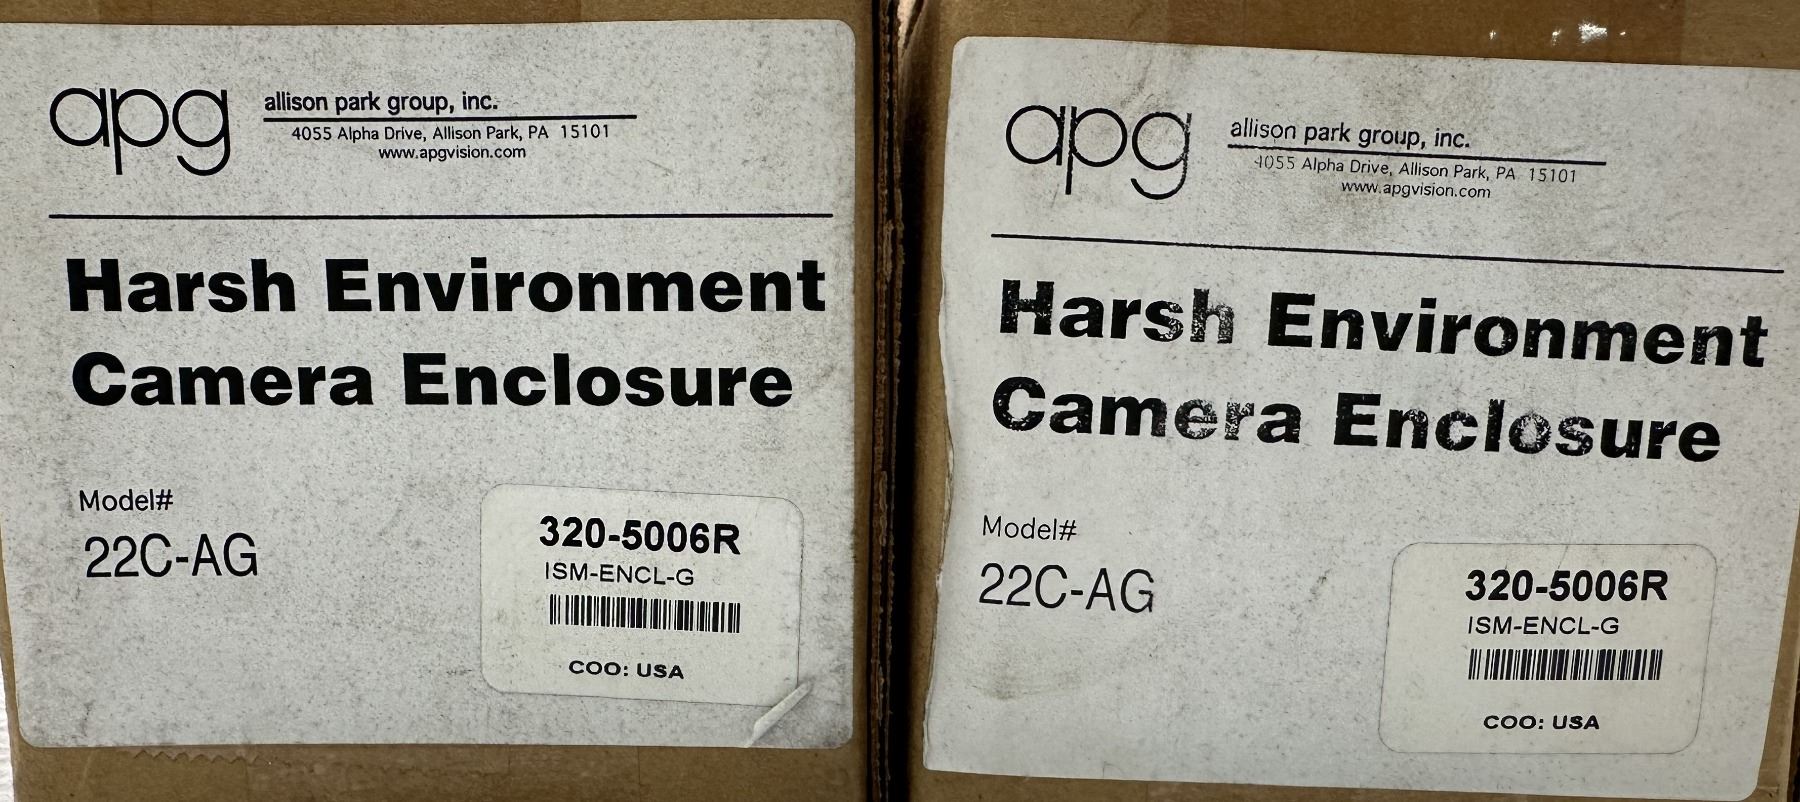 apg
allison park group, inc.
4055 Alpha Drive, Allison Park, PA 15101
www.apgvision.com
Harsh Environment
Camera Enclosure
Model#
22C-AG
320-5006R
ISM-ENCL-G
COO: USA
apg
allison park group, inc.
4055 Alpha Drive, Allison Park, PA 15101
www.apgvision.com
Harsh Environment
Camera Enclosure
Model#
22C-AG
320-5006R
ISM-ENCL-G
COO: USA